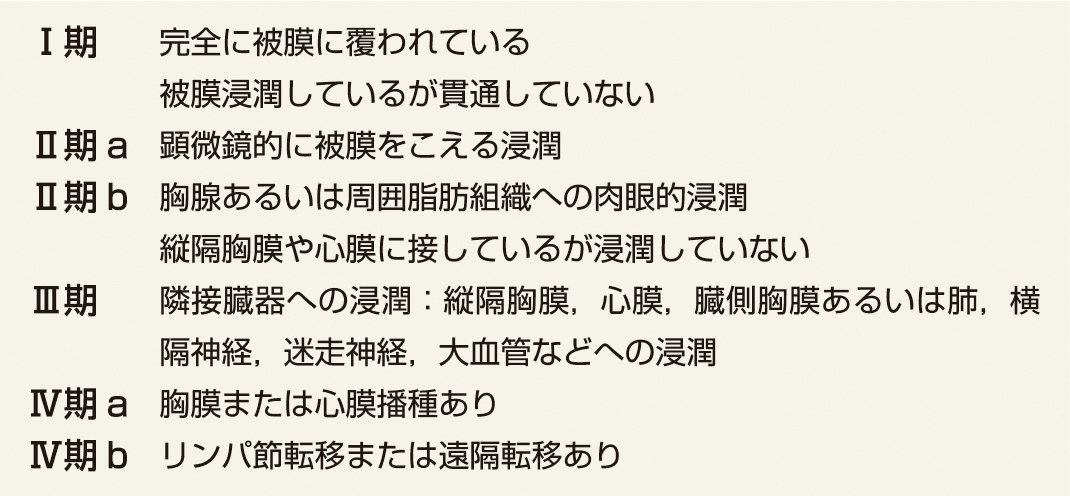 Ⅰ期 完全に被膜に覆われている
被膜浸潤しているが貫通していない
Ⅱ期a 顕微鏡的に被膜をこえる浸潤
Ⅱ期b 胸腺あるいは周囲脂肪組織への肉眼的浸潤
縦隔胸膜や心膜に接しているが浸潤していない
Ⅲ期 隣接臓器への浸潤：縦隔胸膜，心膜，臓側胸膜あるいは肺，横
隔神経，迷走神経，大血管などへの浸潤
Ⅳ期a 胸膜または心膜播種あり
Ⅳ期b リンパ節転移または遠隔転移あり